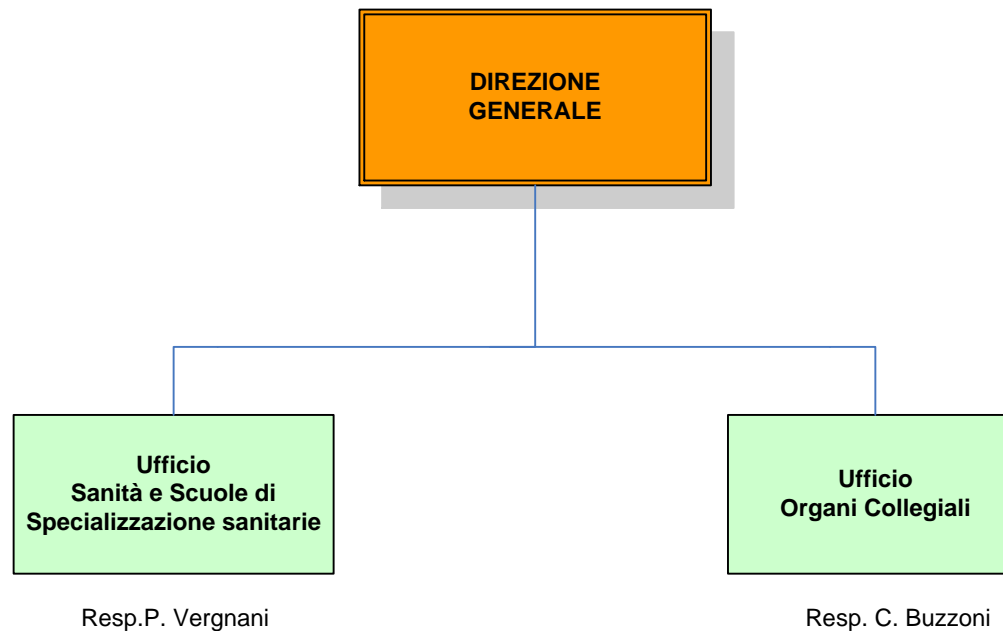 DIREZIONE
GENERALE
Ufficio
Sanità e Scuole di
Specializzazione sanitarie
Ufficio
Organi Collegiali
Resp.P. Vergnani
Resp. C. Buzzoni